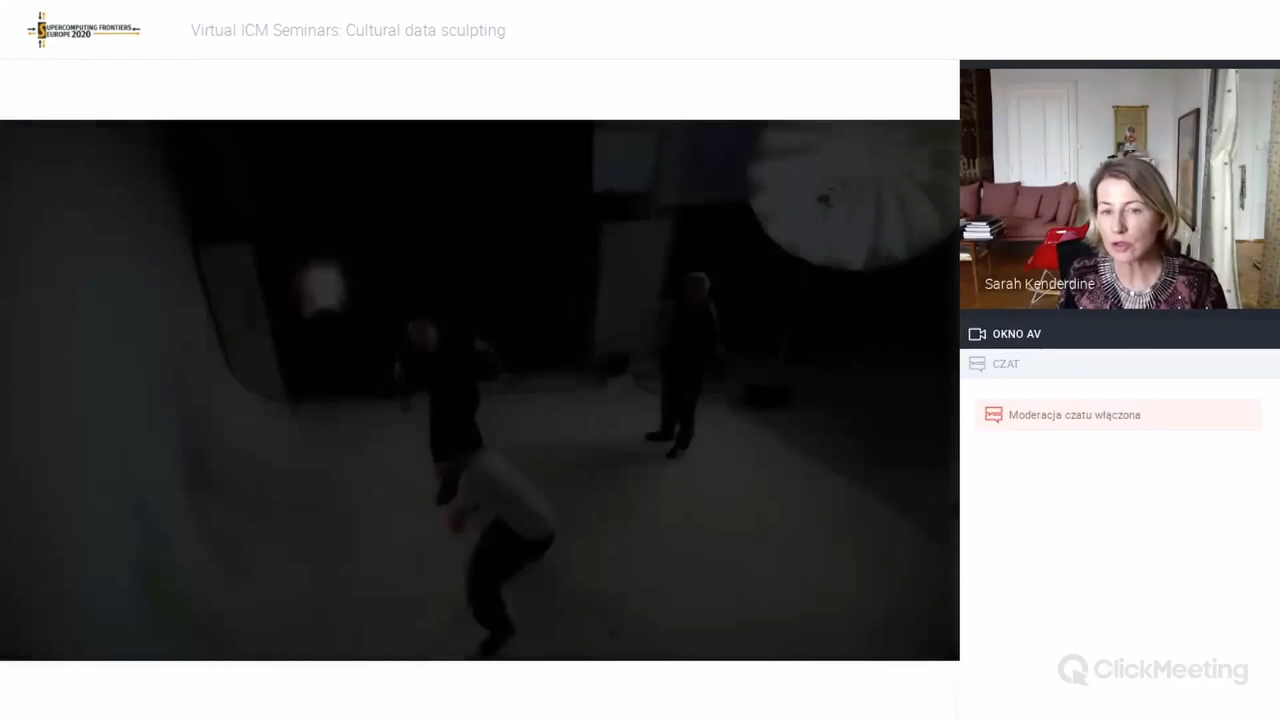 SUPERCOMPUTING FRONTIERS
EUROPE 2020
Virtual ICM Seminars: Cultural data sculpting
Sarah Kenderdine
OKNO AV
CZAT
Moderacja czatu włączona
ClickMeeting